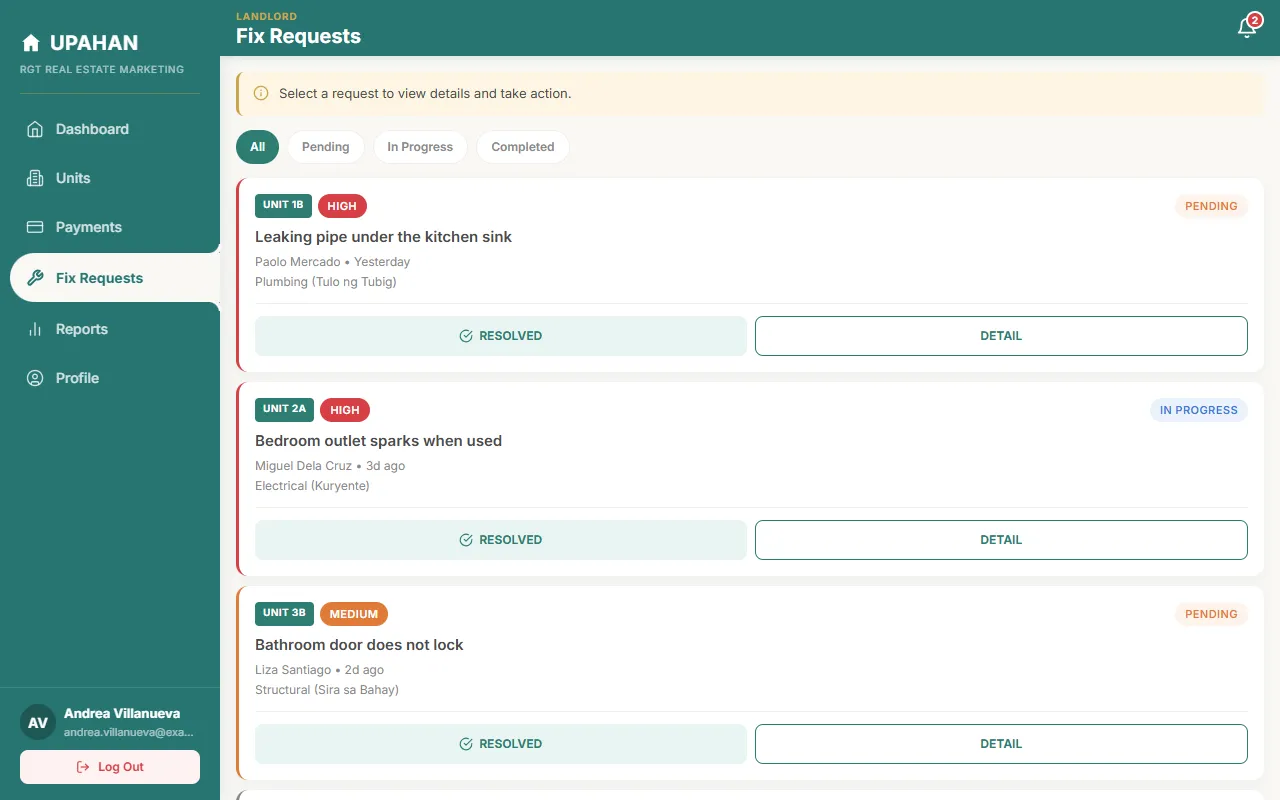 UPAHAN
RGT REAL ESTATE MARKETING
Dashboard
Units
Payments
Fix Requests
Reports
Profile
AV
Andrea Villanueva
andrea.villanueva@exa...
Log Out
LANDLORD
Fix Requests
2
Select a request to view details and take action.
All Pending In Progress Completed
UNIT 1B HIGH PENDING
Leaking pipe under the kitchen sink
Paolo Mercado • Yesterday
Plumbing (Tulo ng Tubig)
RESOLVED DETAIL
UNIT 2A HIGH IN PROGRESS
Bedroom outlet sparks when used
Miguel Dela Cruz • 3d ago
Electrical (Kuryente)
RESOLVED DETAIL
UNIT 3B MEDIUM PENDING
Bathroom door does not lock
Liza Santiago • 2d ago
Structural (Sira sa Bahay)
RESOLVED DETAIL